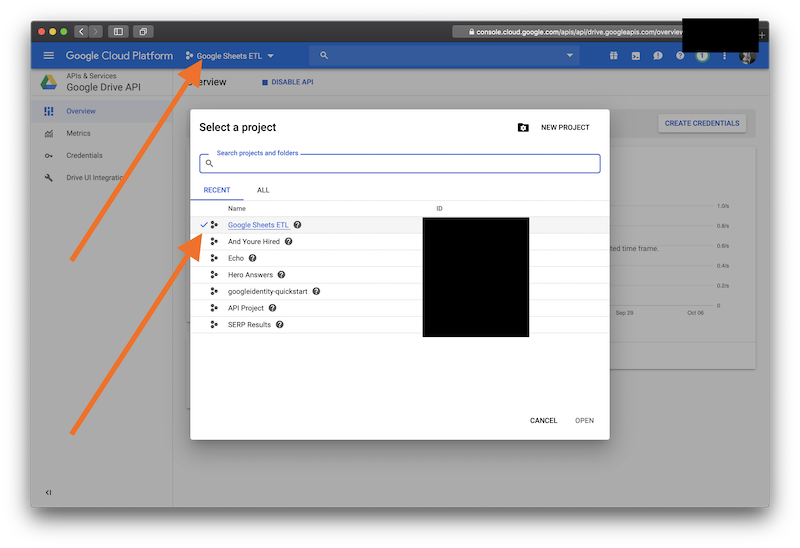 console.cloud.google.com/apis/api/drive.googleapis.com/overview
Google Cloud Platform
Google Sheets ETL
1
APIs & Services
Google Drive API
Overview
DISABLE API
Overview
Metrics
Credentials
Drive UI Integration
CREATE CREDENTIALS
Select a project
NEW PROJECT
Search projects and folders
RECENT
ALL
Name
ID
Google Sheets ETL
And Youre Hired
Echo
Hero Answers
googleidentity-quickstart
API Project
SERP Results
CANCEL
OPEN
1.0/s
0.8/s
0.6/s
0.4/s
0.2/s
0
ted time frame.
Sep 29
Oct 06